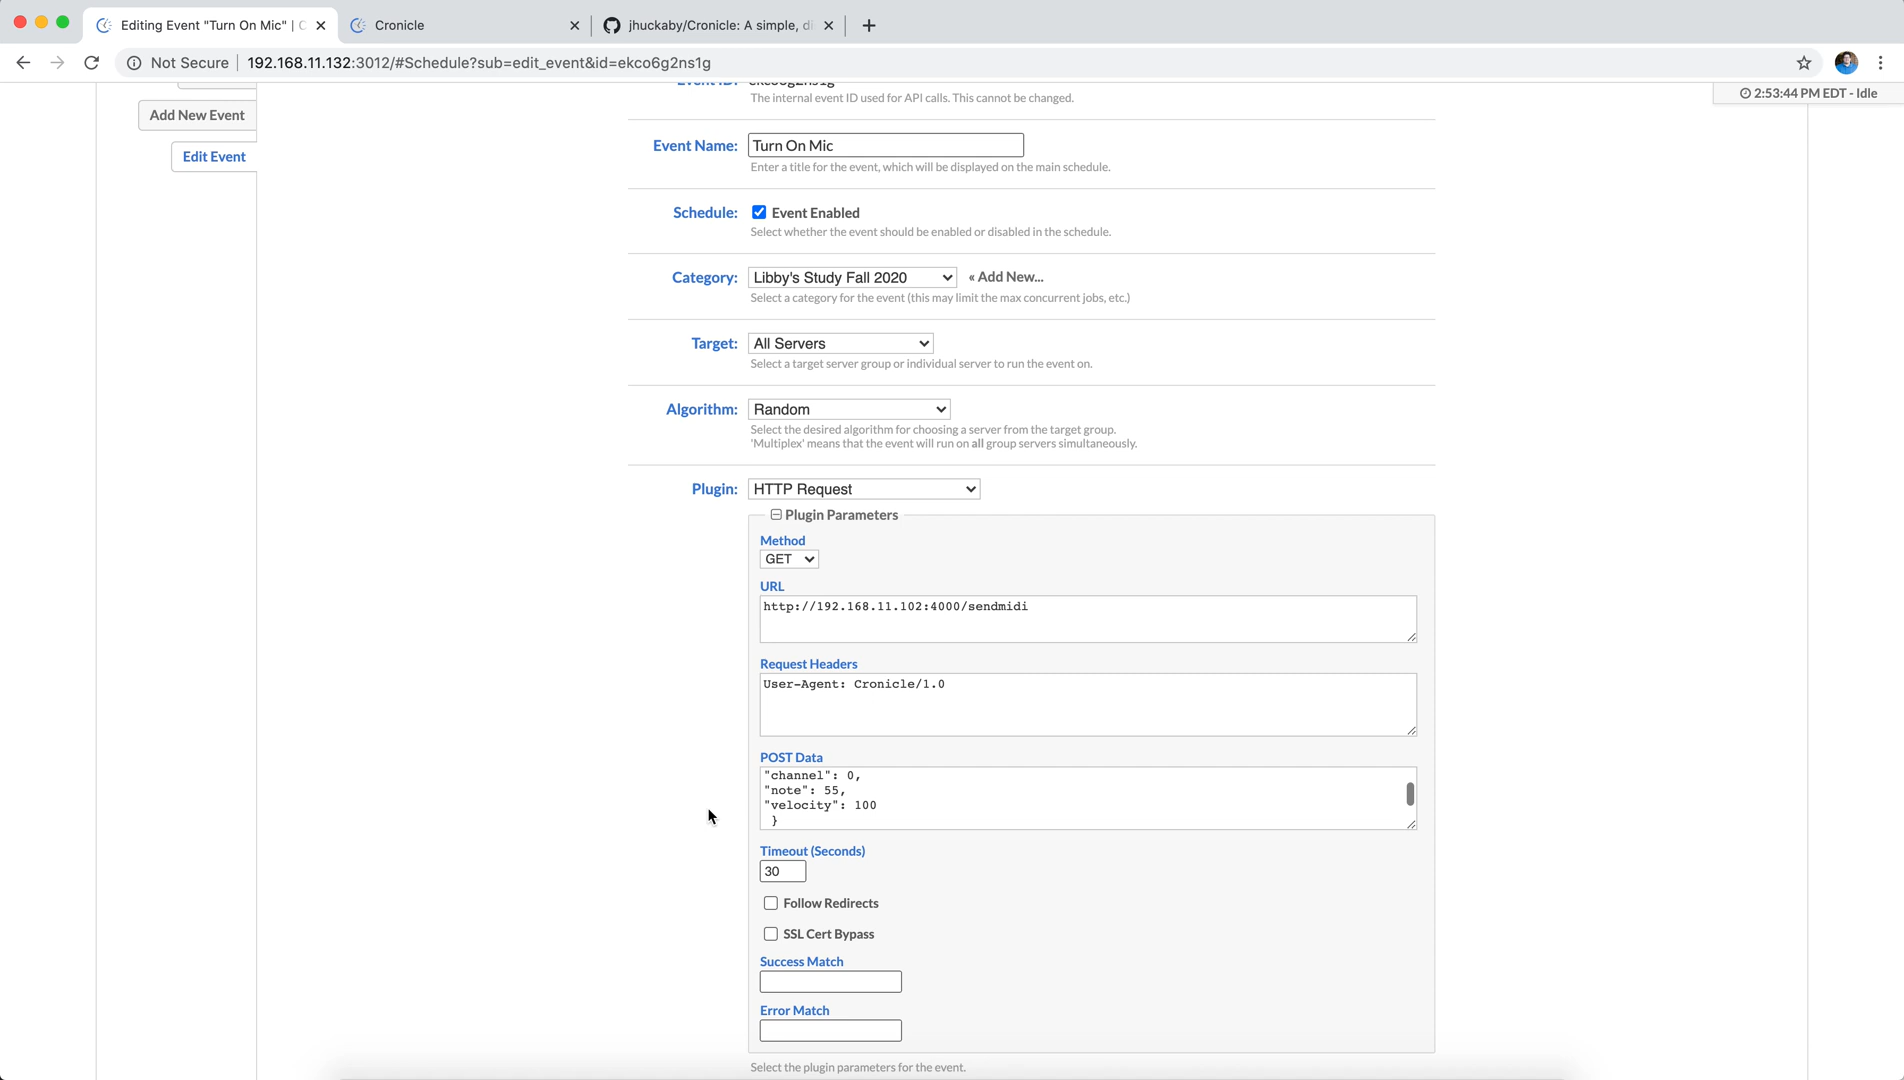 Editing Event "Turn On Mic" | C
Cronicle
jhuckaby/Cronicle: A simple, di
Not Secure
192.168.11.132:3012/#Schedule?sub=edit_event&id=ekco6g2ns1g
2:53:44 PM EDT - Idle
Add New Event
Edit Event
Event ID: ekco6g2ns1g
The internal event ID used for API calls. This cannot be changed.
Event Name: Turn On Mic
Enter a title for the event, which will be displayed on the main schedule.
Schedule: Event Enabled
Select whether the event should be enabled or disabled in the schedule.
Category: Libby's Study Fall 2020 « Add New...
Select a category for the event (this may limit the max concurrent jobs, etc.)
Target: All Servers
Select a target server group or individual server to run the event on.
Algorithm: Random
Select the desired algorithm for choosing a server from the target group.
'Multiplex' means that the event will run on all group servers simultaneously.
Plugin: HTTP Request
Plugin Parameters
Method
GET
URL
http://192.168.11.102:4000/sendmidi
Request Headers
User-Agent: Cronicle/1.0
POST Data
"channel": 0,
"note": 55,
"velocity": 100
}
Timeout (Seconds)
30
Follow Redirects
SSL Cert Bypass
Success Match
Error Match
Select the plugin parameters for the event.